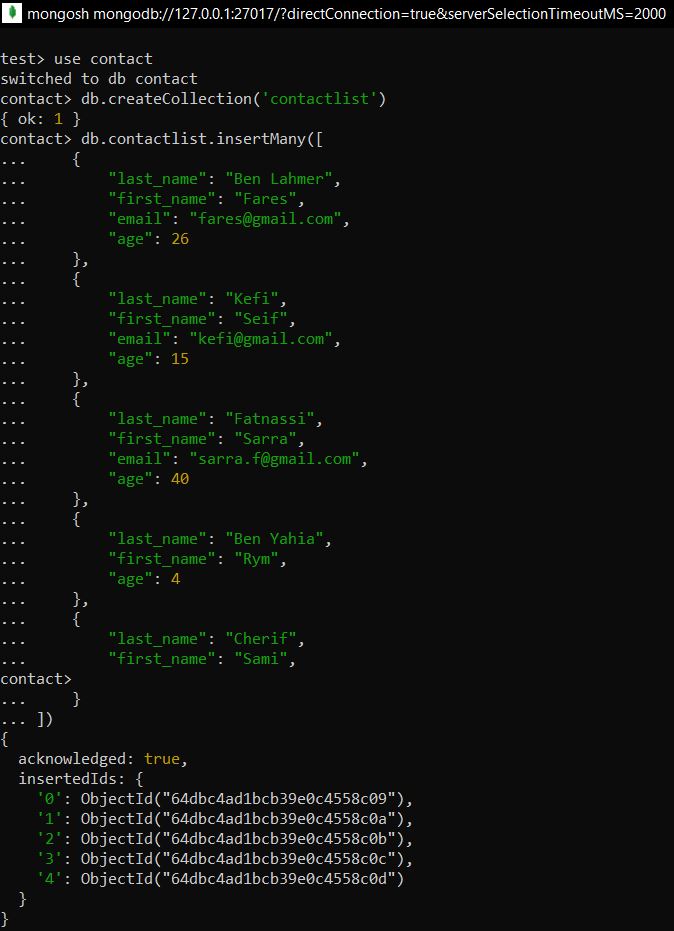 mongosh mongodb://127.0.0.1:27017/?directConnection=true&serverSelectionTimeoutMS=2000
test> use contact
switched to db contact
contact> db.createCollection('contactlist')
{ ok: 1 }
contact> db.contactlist.insertMany([
...     {
...         "last_name": "Ben Lahmer",
...         "first_name": "Fares",
...         "email": "fares@gmail.com",
...         "age": 26
...     },
...     {
...         "last_name": "Kefi",
...         "first_name": "Seif",
...         "email": "kefi@gmail.com",
...         "age": 15
...     },
...     {
...         "last_name": "Fatnassi",
...         "first_name": "Sarra",
...         "email": "sarra.f@gmail.com",
...         "age": 40
...     },
...     {
...         "last_name": "Ben Yahia",
...         "first_name": "Rym",
...         "age": 4
...     },
...     {
...         "last_name": "Cherif",
...         "first_name": "Sami",
contact>
...     }
... ])
{
  acknowledged: true,
  insertedIds: {
    '0': ObjectId("64dbc4ad1bcb39e0c4558c09"),
    '1': ObjectId("64dbc4ad1bcb39e0c4558c0a"),
    '2': ObjectId("64dbc4ad1bcb39e0c4558c0b"),
    '3': ObjectId("64dbc4ad1bcb39e0c4558c0c"),
    '4': ObjectId("64dbc4ad1bcb39e0c4558c0d")
  }
}